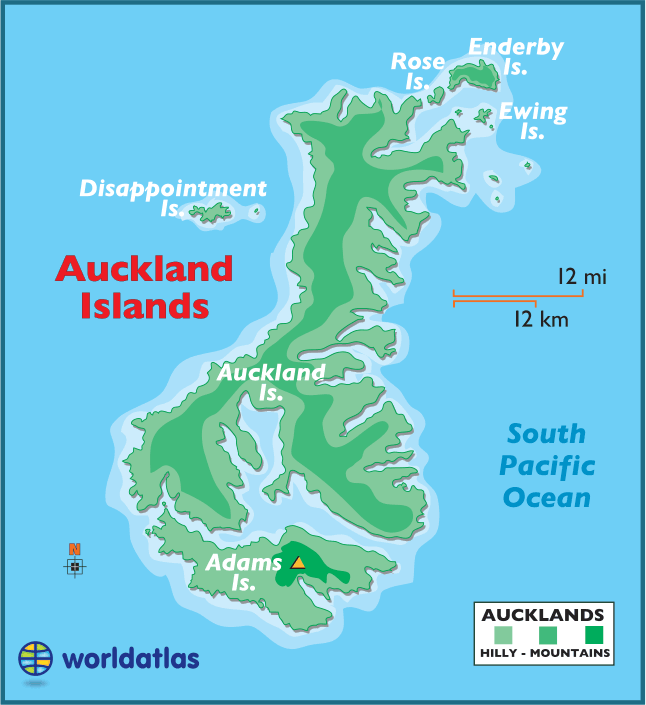 Enderby
Is.
Rose
Is.
Ewing
Is.
Disappointment
Is.
Auckland
Islands
12 mi
12 km
Auckland
Is.
South
Pacific
Ocean
N
Adams
Is.
AUCKLANDS
HILLY - MOUNTAINS
worldatlas